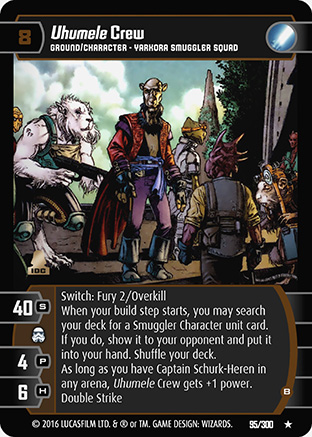 8 Uhumele Crew
GROUND/CHARACTER - YARKORA SMUGGLER SQUAD
IBC
40 S
4 P
6 H
Switch: Fury 2/Overkill
When your build step starts, you may search
your deck for a Smuggler Character unit card.
If you do, show it to your opponent and put it
into your hand. Shuffle your deck.
As long as you have Captain Schurk-Heren in
any arena, Uhumele Crew gets +1 power.
Double Strike
B
© 2016 LUCASFILM LTD. & ® OR TM. GAME DESIGN: WIZARDS. 95/300 ★